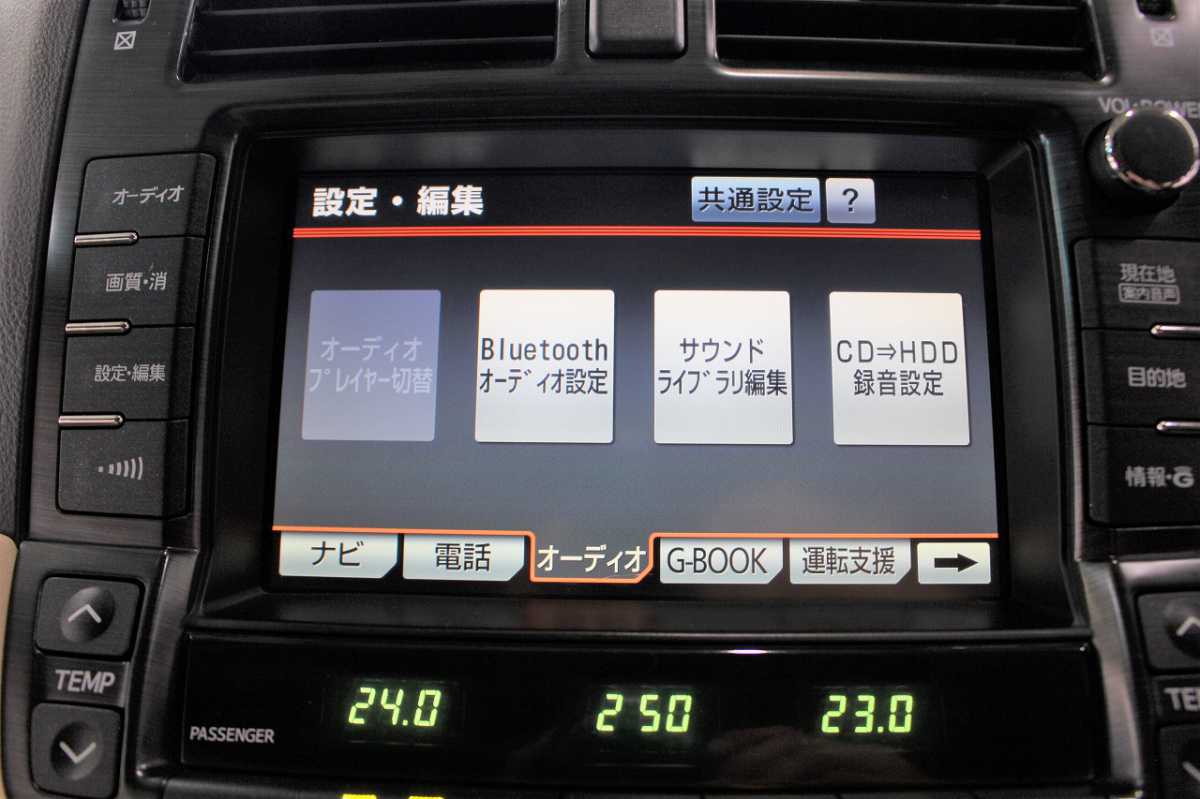 VOL・POWER
オーディオ
画質・消
設定・編集
設定・編集
共通設定
?
オーディオ
プレイヤー切替
Bluetooth
オーディオ設定
サウンド
ライブラリ編集
CD⇒HDD
録音設定
ナビ
電話
オーディオ
G-BOOK
運転支援
現在地
案内音声
目的地
情報・G
TEMP
PASSENGER
24.0
2 50
23.0